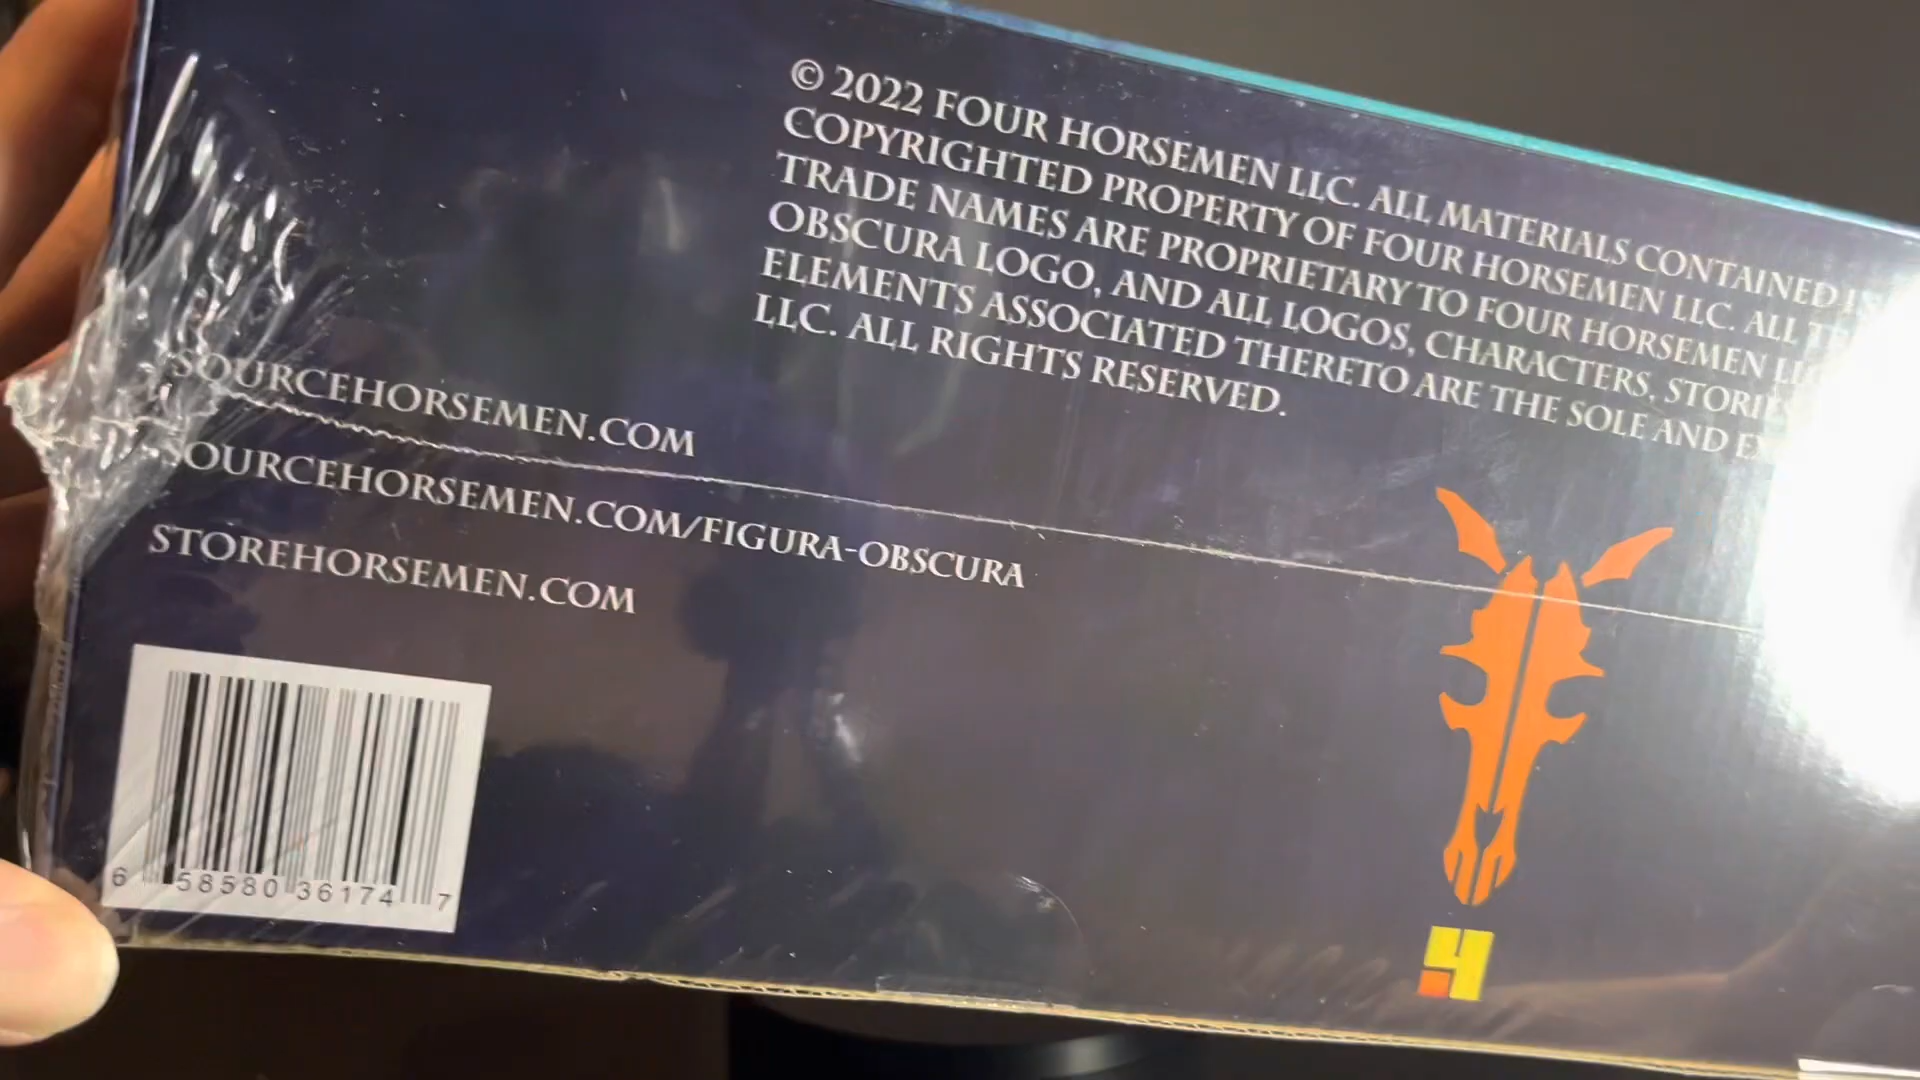 © 2022 FOUR HORSEMEN LLC. ALL MATERIALS CONTAINED
COPYRIGHTED PROPERTY OF FOUR HORSEMEN LLC. ALL
TRADE NAMES ARE PROPRIETARY TO FOUR HORSEMEN
OBSCURA LOGO, AND ALL LOGOS, CHARACTERS,
ELEMENTS ASSOCIATED THERETO ARE THE SOLE AND
LLC. ALL RIGHTS RESERVED.
SOURCEHORSEMEN.COM
SOURCEHORSEMEN.COM/FIGURA-OBSCURA
STOREHORSEMEN.COM
6 58580 36174 7